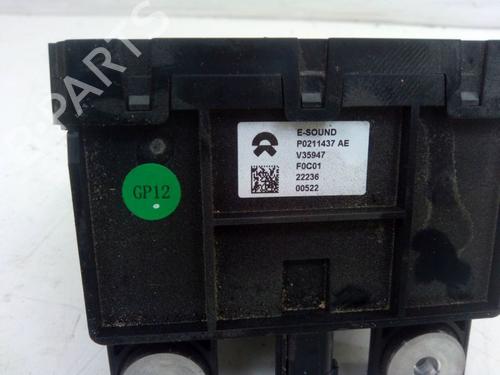 PARTS
E-SOUND
P0211437 AE
V35947
F0C01
22236
00522
GP12